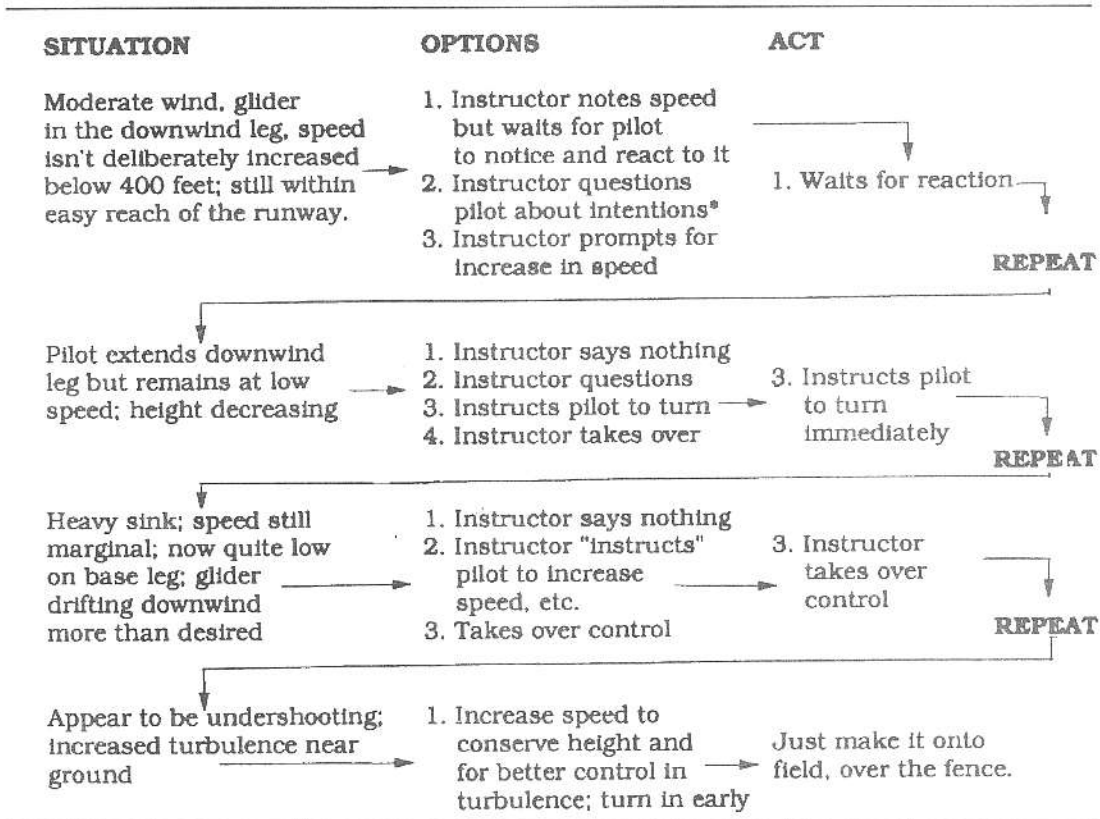 SITUATION
OPTIONS
ACT
Moderate wind, glider
in the downwind leg, speed
isn't deliberately increased
below 400 feet; still within
easy reach of the runway.
1. Instructor notes speed
but waits for pilot
to notice and react to it
2. Instructor questions
pilot about intentions*
3. Instructor prompts for
increase in speed
1. Waits for reaction
REPEAT
Pilot extends downwind
leg but remains at low
speed; height decreasing
1. Instructor says nothing
2. Instructor questions
3. Instructs pilot to turn
4. Instructor takes over
3. Instructs pilot
to turn
immediately
REPEAT
Heavy sink; speed still
marginal; now quite low
on base leg; glider
drifting downwind
more than desired
1. Instructor says nothing
2. Instructor "instructs"
pilot to increase
speed, etc.
3. Takes over control
3. Instructor
takes over
control
REPEAT
Appear to be undershooting;
increased turbulence near
ground
1. Increase speed to
conserve height and
for better control in
turbulence; turn in early
Just make it onto
field, over the fence.